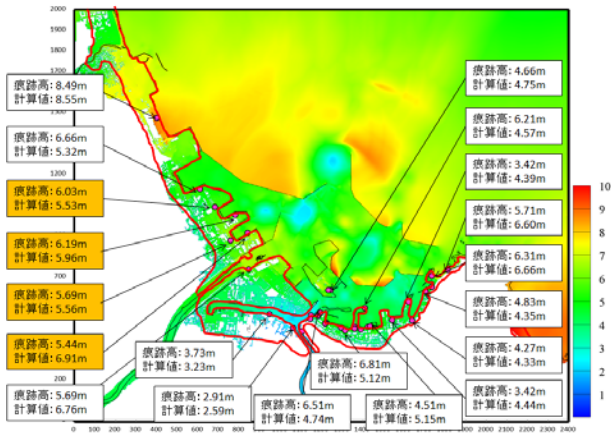 2000
1900
1800
1700
1600
痕跡高: 8.49m
計算値: 8.55m
痕跡高: 6.66m
計算値: 5.32m
1200
痕跡高: 6.03m
計算値: 5.53m
痕跡高: 6.19m
計算値: 5.96m
700
痕跡高: 5.69m
計算値: 5.56m
痕跡高: 5.44m
計算値: 6.91m
200
痕跡高: 5.69m
計算値: 6.76m
痕跡高: 3.73m
計算値: 3.23m
痕跡高: 2.91m
計算値: 2.59m
痕跡高: 6.51m
計算値: 4.74m
痕跡高: 6.81m
計算値: 5.12m
痕跡高: 4.51m
計算値: 5.15m
痕跡高: 4.66m
計算値: 4.75m
痕跡高: 6.21m
計算値: 4.57m
痕跡高: 3.42m
計算値: 4.39m
痕跡高: 5.71m
計算値: 6.60m
痕跡高: 6.31m
計算値: 6.66m
痕跡高: 4.83m
計算値: 4.35m
痕跡高: 4.27m
計算値: 4.33m
痕跡高: 3.42m
計算値: 4.44m
10
9
8
7
6
5
4
3
2
1
0 100 200 300 400 500 600 700 800 900 1000 1400 1800 1900 2000 2100 2200 2300 2400